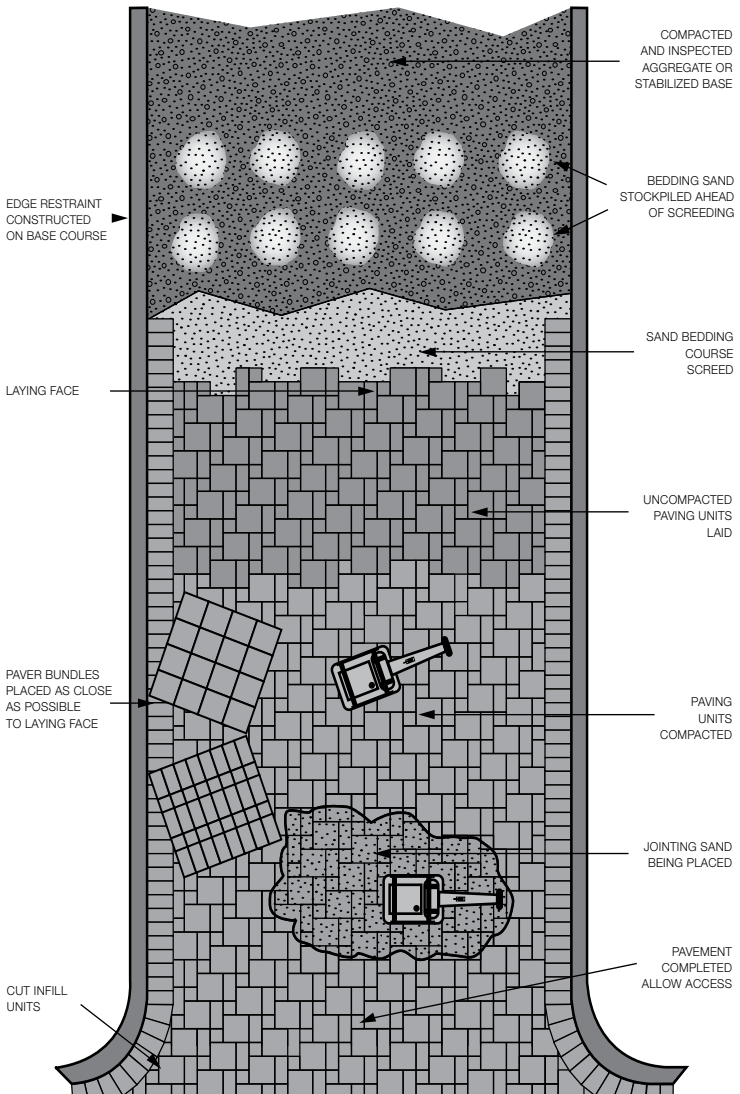 COMPACTED
AND INSPECTED
AGGREGATE OR
STABILIZED BASE
BEDDING SAND
STOCKPILED AHEAD
OF SCREEDING
EDGE RESTRAINT
CONSTRUCTED
ON BASE COURSE
SAND BEDDING
COURSE
SCREED
LAYING FACE
UNCOMPACTED
PAVING UNITS
LAID
PAVER BUNDLES
PLACED AS CLOSE
AS POSSIBLE
TO LAYING FACE
PAVING
UNITS
COMPACTED
JOINTING SAND
BEING PLACED
PAVEMENT
COMPLETED
ALLOW ACCESS
CUT INFILL
UNITS